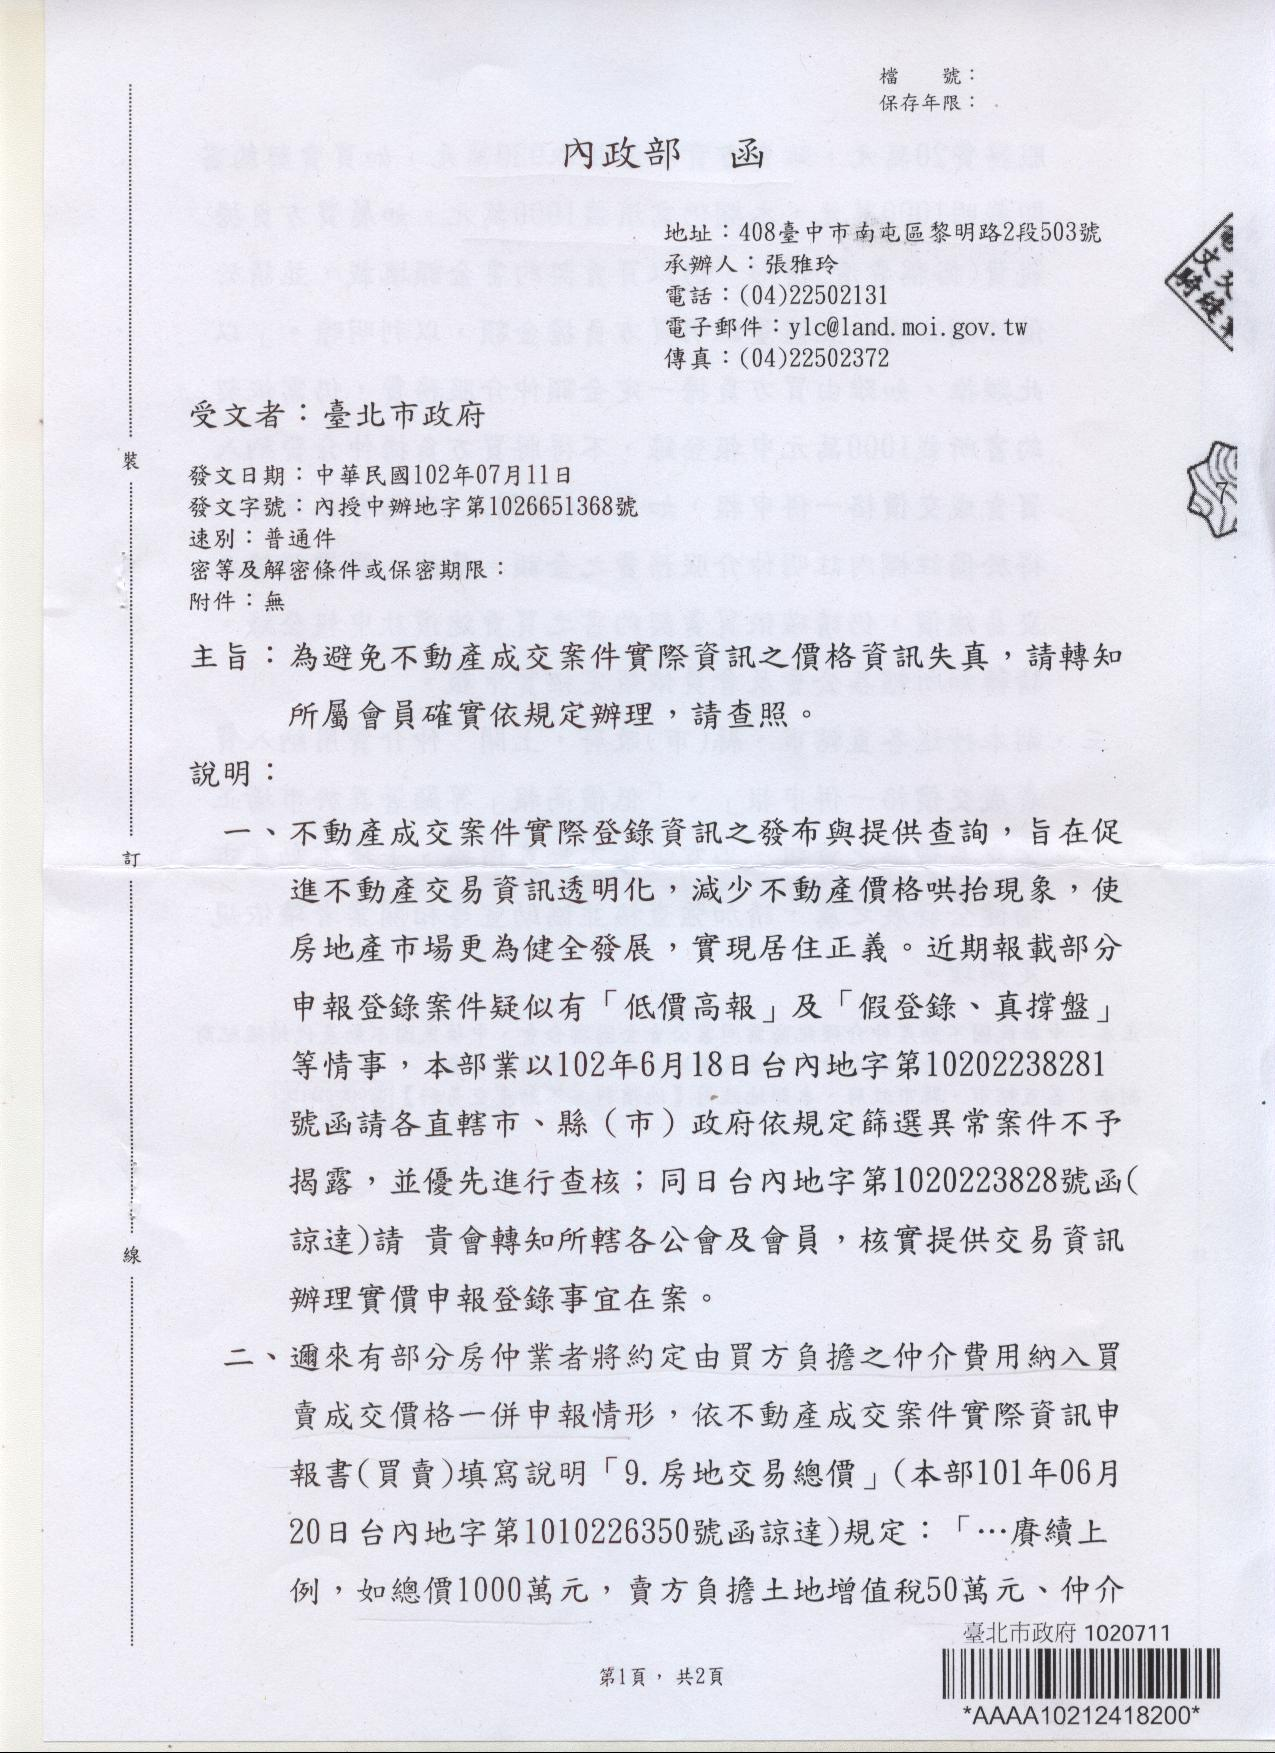 檔　　號：
保存年限：
內政部　函
地址：408臺中市南屯區黎明路2段503號
承辦人：張雅玲
電話：(04)22502131
電子郵件：ylc@land.moi.gov.tw
傳真：(04)22502372
受文者：臺北市政府
發文日期：中華民國102年07月11日
發文字號：內授中辦地字第1026651368號
速別：普通件
密等及解密條件或保密期限：
附件：無
主旨：為避免不動產成交案件實際資訊之價格資訊失真，請轉知
所屬會員確實依規定辦理，請查照。
說明：
一、不動產成交案件實際登錄資訊之發布與提供查詢，旨在促
進不動產交易資訊透明化，減少不動產價格哄抬現象，使
房地產市場更為健全發展，實現居住正義。近期報載部分
申報登錄案件疑似有「低價高報」及「假登錄、真撐盤」
等情事，本部業以102年6月18日台內地字第10202238281
號函請各直轄市、縣（市）政府依規定篩選異常案件不予
揭露，並優先進行查核；同日台內地字第1020223828號函(
諒達)請　貴會轉知所轄各公會及會員，核實提供交易資訊
辦理實價申報登錄事宜在案。
二、邇來有部分房仲業者將約定由買方負擔之仲介費用納入買
賣成交價格一併申報情形，依不動產成交案件實際資訊申
報書(買賣)填寫說明「9.房地交易總價」(本部101年06月
20日台內地字第1010226350號函諒達)規定：「…賡續上
例，如總價1000萬元，賣方負擔土地增值稅50萬元、仲介
裝
訂
線
7
臺北市政府 1020711
*AAAA10212418200*
第1頁， 共2頁